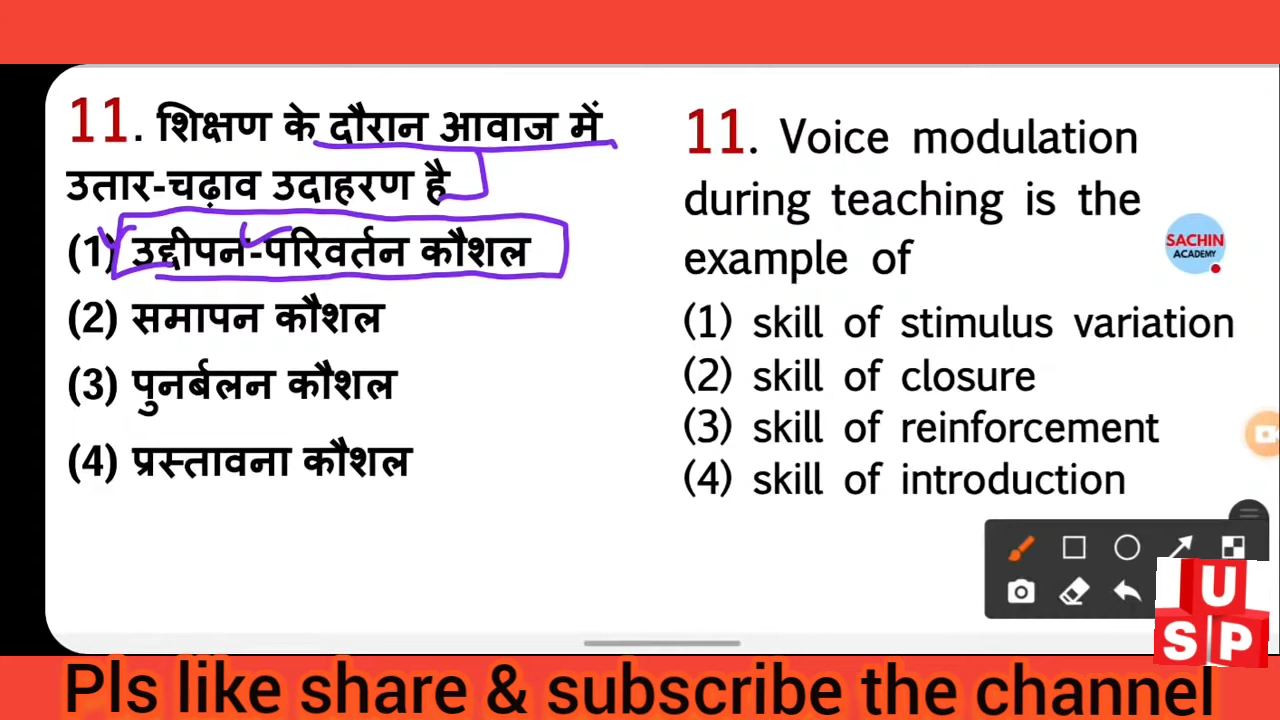 11. शिक्षण के दौरान आवाज में
उतार-चढ़ाव उदाहरण है
(1) उद्दीपन-परिवर्तन कौशल
(2) समापन कौशल
(3) पुनर्बलन कौशल
(4) प्रस्तावना कौशल
11. Voice modulation
during teaching is the
example of
(1) skill of stimulus variation
(2) skill of closure
(3) skill of reinforcement
(4) skill of introduction
SACHIN
ACADEMY
U
S P
Pls like share & subscribe the channel